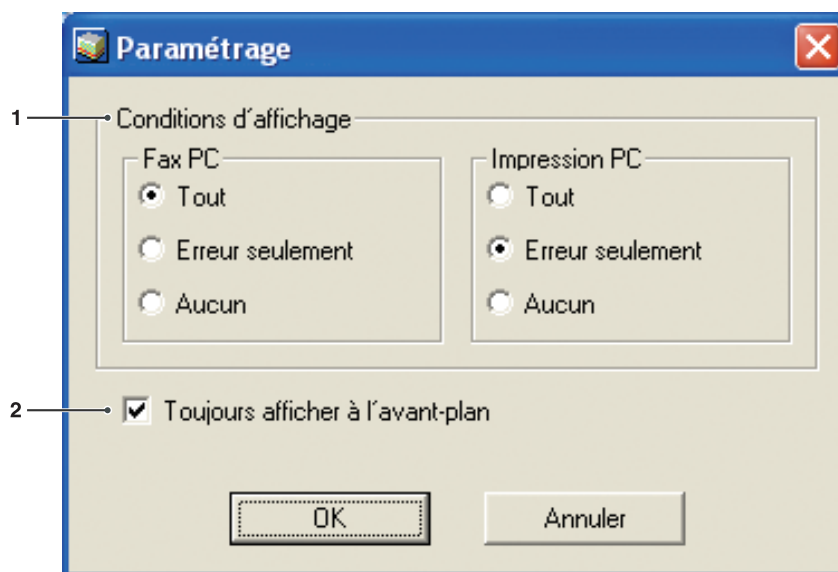 Paramétrage
1
Conditions d´affichage
Fax PC
Tout
Erreur seulement
Aucun
Impression PC
Tout
Erreur seulement
Aucun
2
Toujours afficher à l´avant-plan
OK
Annuler